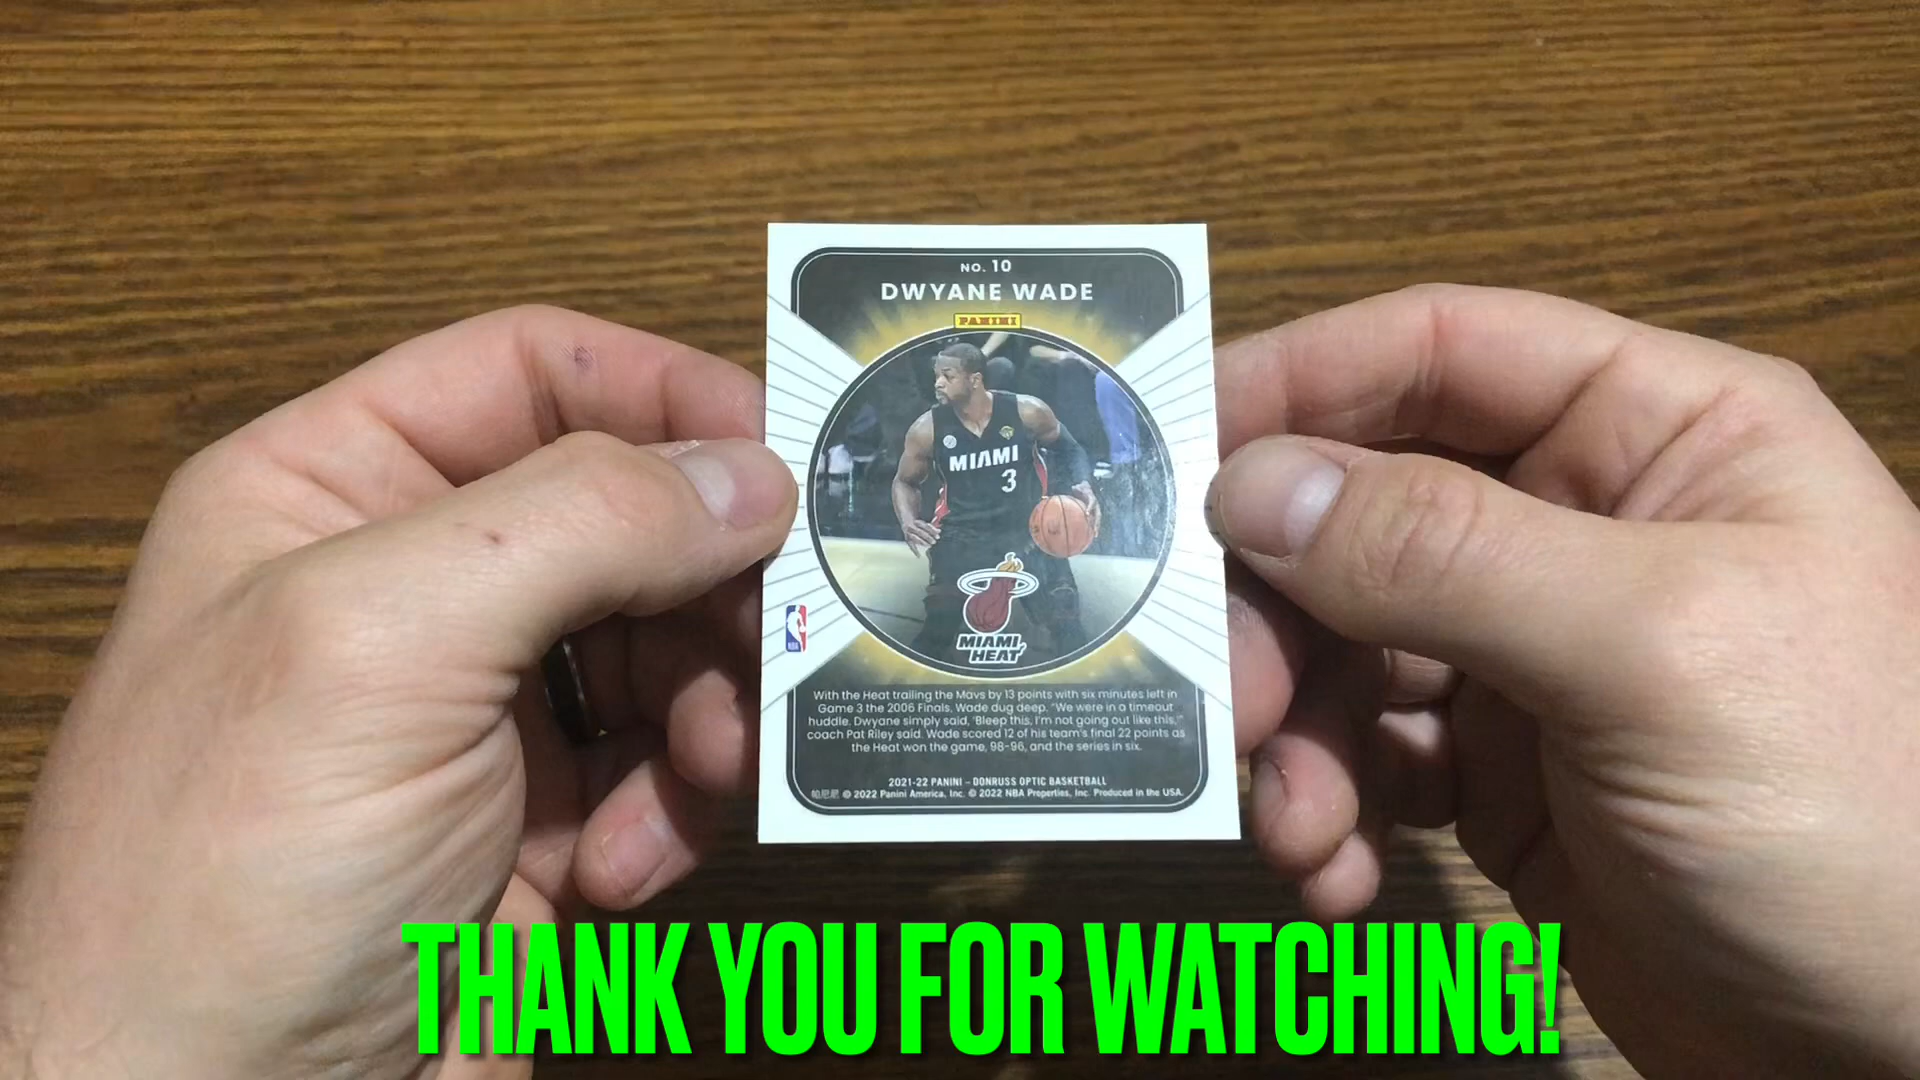 NO. 10
DWYANE WADE
PANINI
MIAMI
3
MIAMI
HEAT
NBA
With the Heat trailing the Mavs by 13 points with six minutes left in
Game 3 the 2006 Finals, Wade dug deep. "We were in a timeout
huddle. Dwyane simply said, 'Bleep this, I'm not going out like this,'"
coach Pat Riley said. Wade scored 12 of his team's final 22 points as
the Heat won the game, 98-96, and the series in six.
2021-22 PANINI - DONRUSS OPTIC BASKETBALL
帕尼尼 © 2022 Panini America, Inc. © 2022 NBA Properties, Inc. Produced in the USA.
THANK YOU FOR WATCHING!